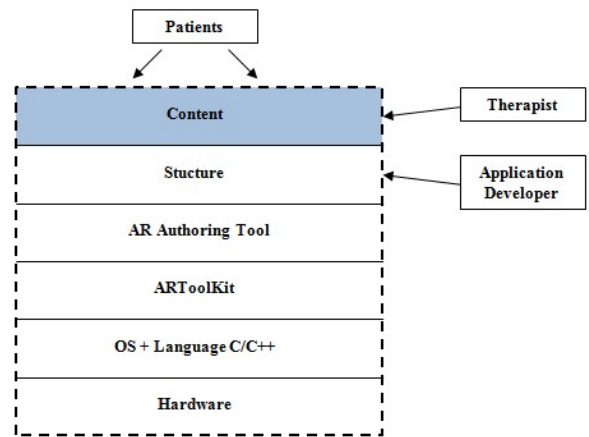 Patients
Content
Therapist
Stucture
Application
Developer
AR Authoring Tool
ARToolKit
OS + Language C/C++
Hardware